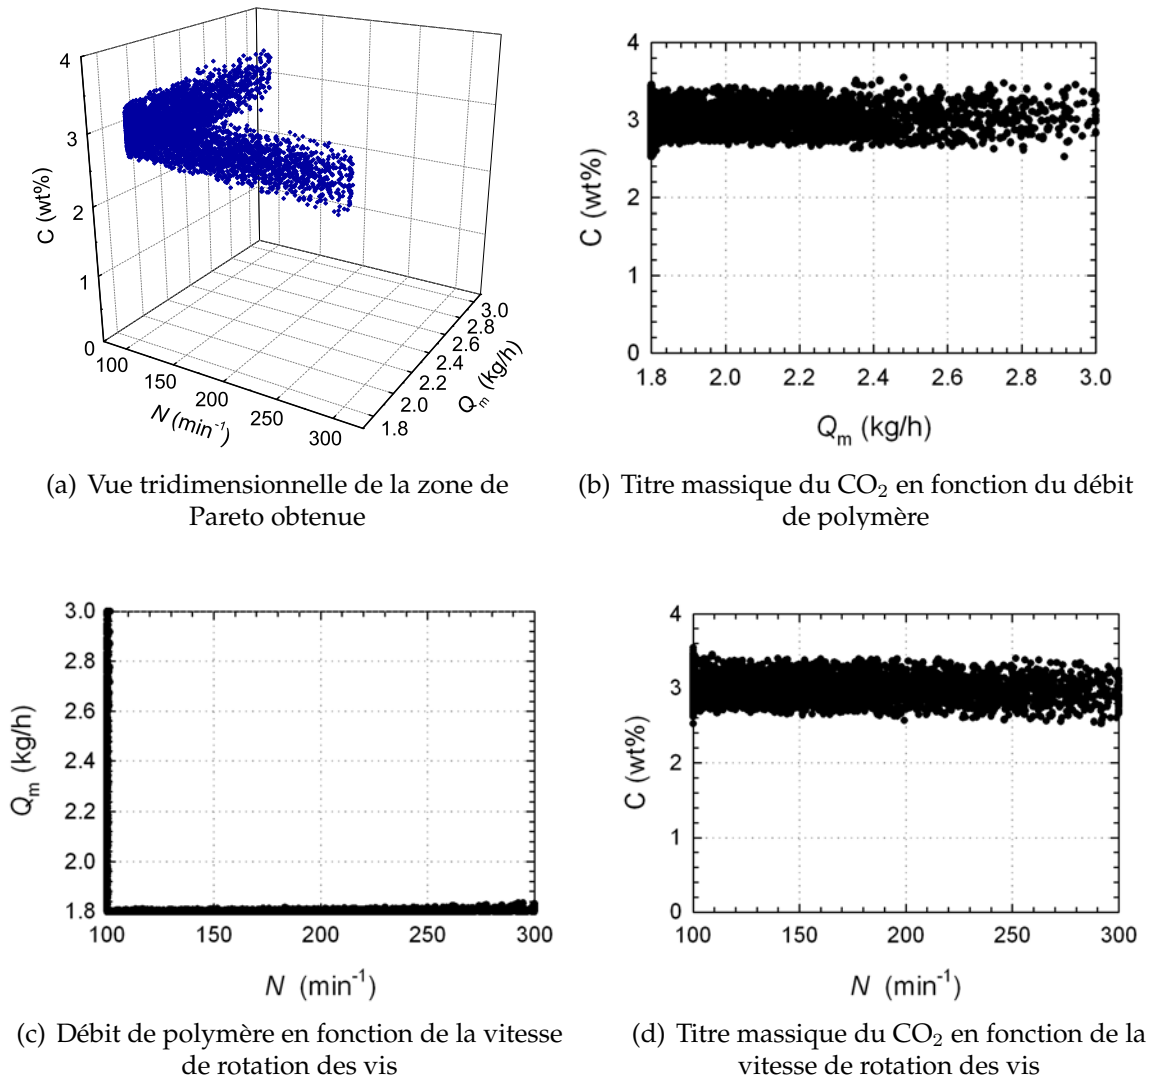 4
3
2
1
0
C (wt%)
100
150
200
250
300
N (min⁻¹)
1.8
2.0
2.2
2.4
2.6
2.8
3.0
Qₘ (kg/h)
(a) Vue tridimensionnelle de la zone de
Pareto obtenue
4
3
2
1
0
C (wt%)
1.8 2.0 2.2 2.4 2.6 2.8 3.0
Qₘ (kg/h)
(b) Titre massique du CO₂ en fonction du débit
de polymère
3.0
2.8
2.6
2.4
2.2
2.0
1.8
Qₘ (kg/h)
100 150 200 250 300
N (min⁻¹)
(c) Débit de polymère en fonction de la vitesse
de rotation des vis
4
3
2
1
0
C (wt%)
100 150 200 250 300
N (min⁻¹)
(d) Titre massique du CO₂ en fonction de la
vitesse de rotation des vis